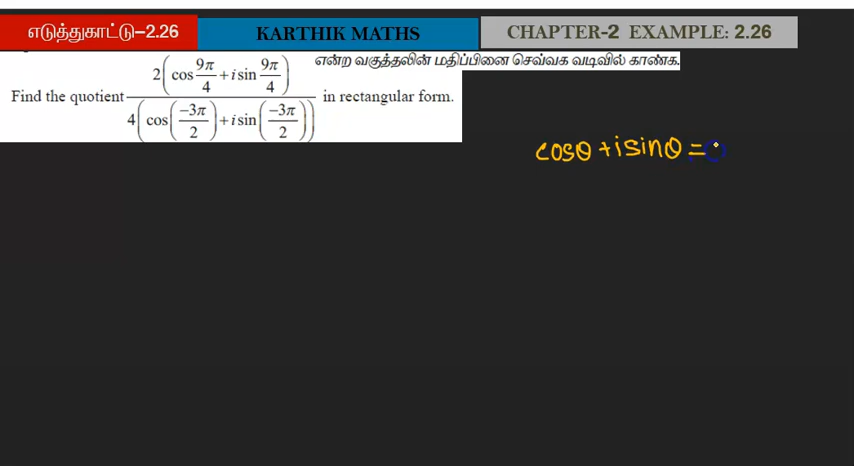 எடுத்துகாட்டு–2.26 KARTHIK MATHS CHAPTER-2 EXAMPLE: 2.26
என்ற வகுத்தலின் மதிப்பினை செவ்வக வடிவில் காண்க.
Find the quotient 2(cos 9π/4 + i sin 9π/4) / 4(cos(−3π/2) + i sin(−3π/2)) in rectangular form.
cosθ + i sinθ =